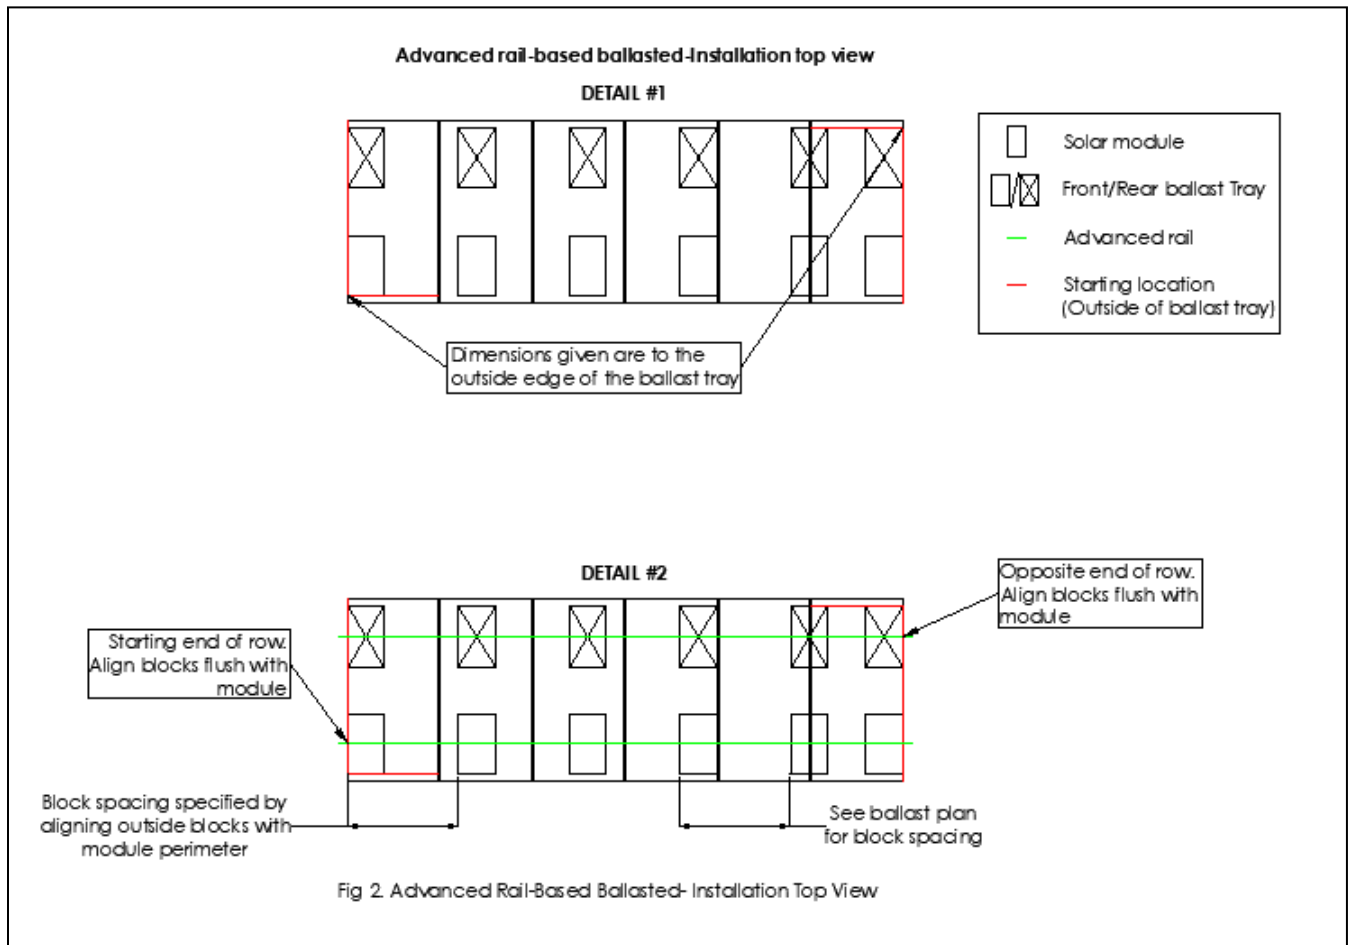 Advanced rail-based ballasted-Installation top view
DETAIL #1
Solar module
Front/Rear ballast Tray
Advanced rail
Starting location
(Outside of ballast tray)
Dimensions given are to the
outside edge of the ballast tray
DETAIL #2
Opposite end of row.
Align blocks flush with
module
Starting end of row.
Align blocks flush with
module
Block spacing specified by
aligning outside blocks with
module perimeter
See ballast plan
for block spacing
Fig 2. Advanced Rail-Based Ballasted- Installation Top View